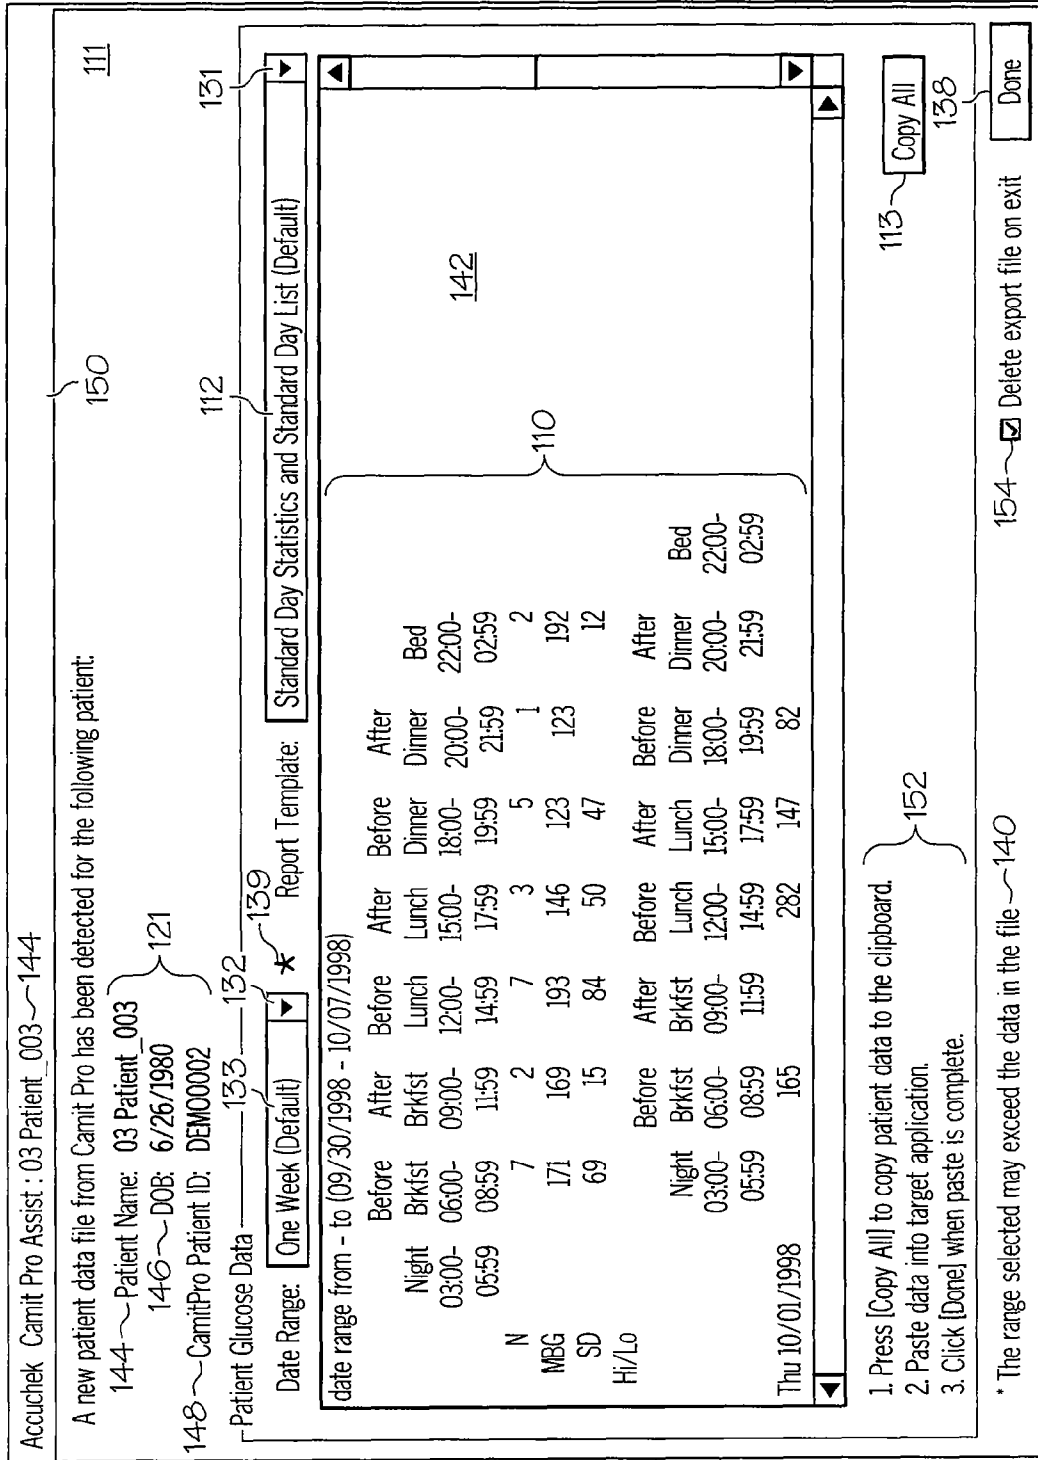 Accuchek Camit Pro Assist : 03 Patient_003 144
150
111
A new patient data file from Camit Pro has been detected for the following patient:
144 Patient Name: 03 Patient_003
146 DOB: 6/26/1980
148 CamitPro Patient ID: DEMO0002
121
Patient Glucose Data 133 132
139
112
131
Date Range: One Week (Default) * Report Template: Standard Day Statistics and Standard Day List (Default)
date range from - to (09/30/1998 - 10/07/1998)
Before After Before After Before After
Night Brkfst Brkfst Lunch Lunch Dinner Dinner Bed
03:00- 06:00- 09:00- 12:00- 15:00- 18:00- 20:00- 22:00-
05:59 08:59 11:59 14:59 17:59 19:59 21:59 02:59
N 7 2 7 3 5 1 2
MBG 171 169 193 146 123 123 192
SD 69 15 84 50 47 12
Hi/Lo
110
142
Before After Before After Before After
Night Brkfst Brkfst Lunch Lunch Dinner Dinner Bed
03:00- 06:00- 09:00- 12:00- 15:00- 18:00- 20:00- 22:00-
05:59 08:59 11:59 14:59 17:59 19:59 21:59 02:59
Thu 10/01/1998 165 282 147 82
1. Press [Copy All] to copy patient data to the clipboard.
2. Paste data into target application.
3. Click [Done] when paste is complete.
152
113 Copy All
138
* The range selected may exceed the data in the file 140
154 Delete export file on exit
Done